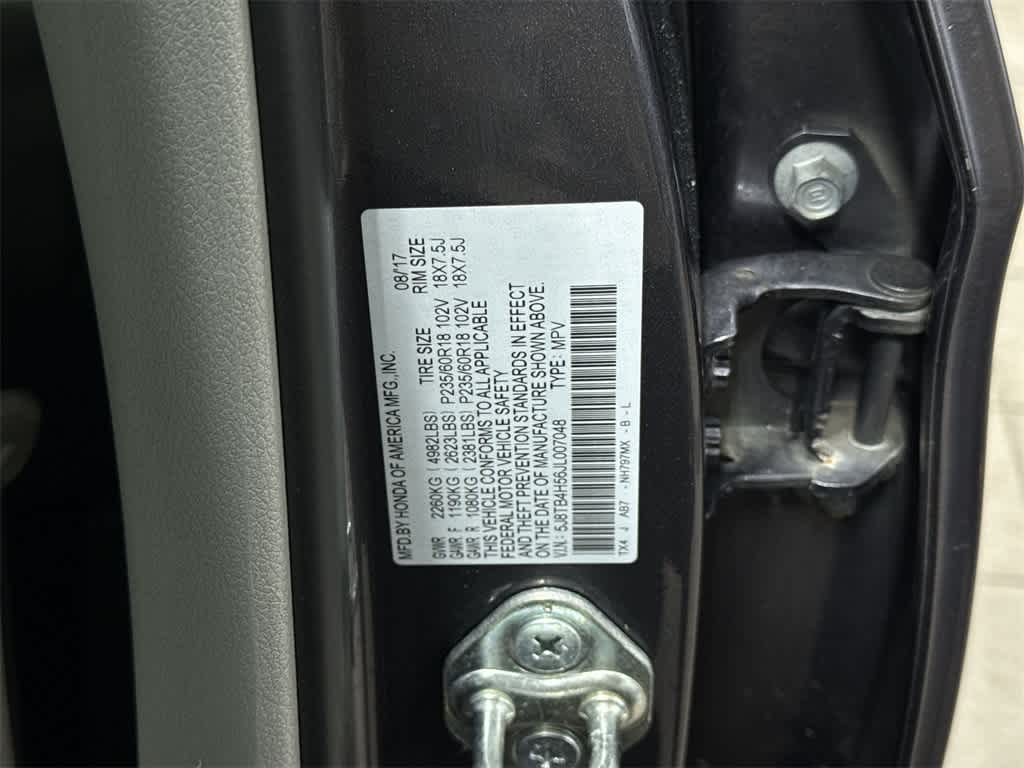 MFD.BY HONDA OF AMERICA MFG.,INC. 08/'17
TIRE SIZE RIM SIZE
GVWR 2260KG ( 4982LBS)
GAWR F 1190KG ( 2623LBS) P235/60R18 102V 18X7.5J
GAWR R 1080KG ( 2381LBS) P235/60R18 102V 18X7.5J
THIS VEHICLE CONFORMS TO ALL APPLICABLE
FEDERAL MOTOR VEHICLE SAFETY
AND THEFT PREVENTION STANDARDS IN EFFECT
ON THE DATE OF MANUFACTURE SHOWN ABOVE.
V.I.N.: 5J8TB4H56JL007048 TYPE: MPV
TX4 J AB7 -NH797MX -B-L